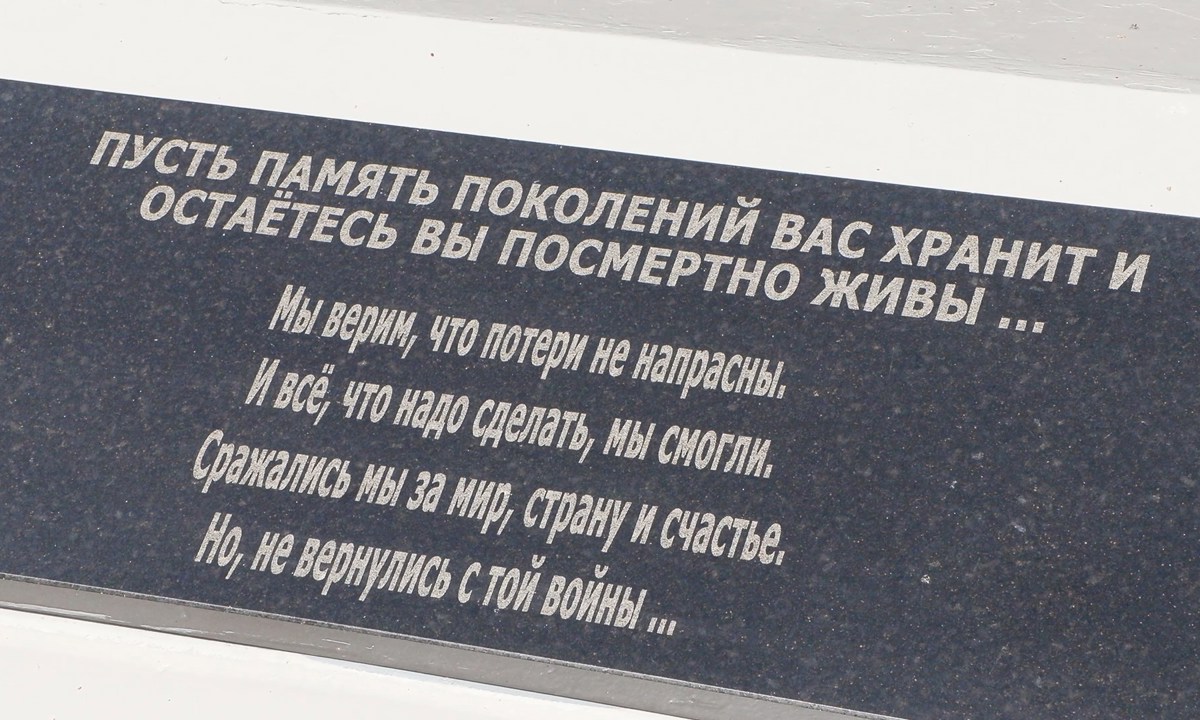 ПУСТЬ ПАМЯТЬ ПОКОЛЕНИЙ ВАС ХРАНИТ И
ОСТАЁТЕСЬ ВЫ ПОСМЕРТНО ЖИВЫ ...
Мы верим, что потери не напрасны.
И всё, что надо сделать, мы смогли.
Сражались мы за мир, страну и счастье.
Но, не вернулись с той войны ...